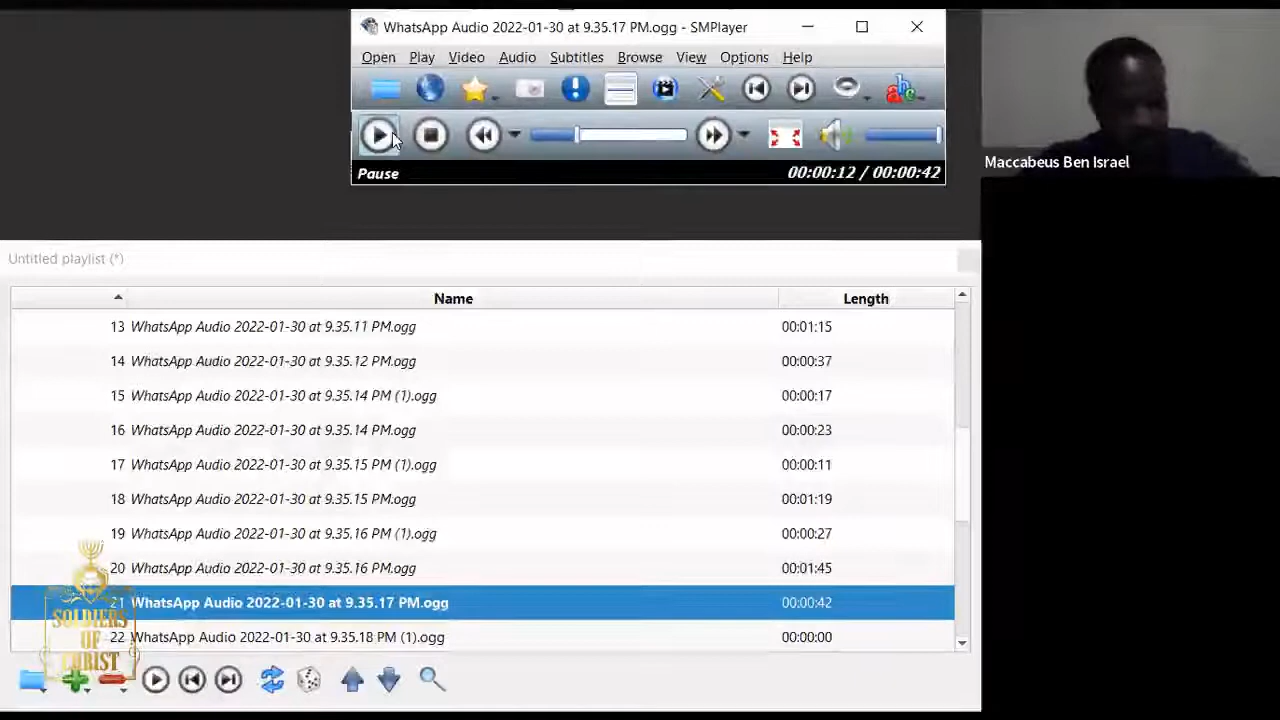 WhatsApp Audio 2022-01-30 at 9.35.17 PM.ogg - SMPlayer
Open Play Video Audio Subtitles Browse View Options Help
abc
Pause 00:00:12 / 00:00:42
Maccabeus Ben Israel
Untitled playlist (*)
Name Length
13 WhatsApp Audio 2022-01-30 at 9.35.11 PM.ogg 00:01:15
14 WhatsApp Audio 2022-01-30 at 9.35.12 PM.ogg 00:00:37
15 WhatsApp Audio 2022-01-30 at 9.35.14 PM (1).ogg 00:00:17
16 WhatsApp Audio 2022-01-30 at 9.35.14 PM.ogg 00:00:23
17 WhatsApp Audio 2022-01-30 at 9.35.15 PM (1).ogg 00:00:11
18 WhatsApp Audio 2022-01-30 at 9.35.15 PM.ogg 00:01:19
19 WhatsApp Audio 2022-01-30 at 9.35.16 PM (1).ogg 00:00:27
20 WhatsApp Audio 2022-01-30 at 9.35.16 PM.ogg 00:01:45
21 WhatsApp Audio 2022-01-30 at 9.35.17 PM.ogg 00:00:42
22 WhatsApp Audio 2022-01-30 at 9.35.18 PM (1).ogg 00:00:00
SOLDIERS
OF
CHRIST